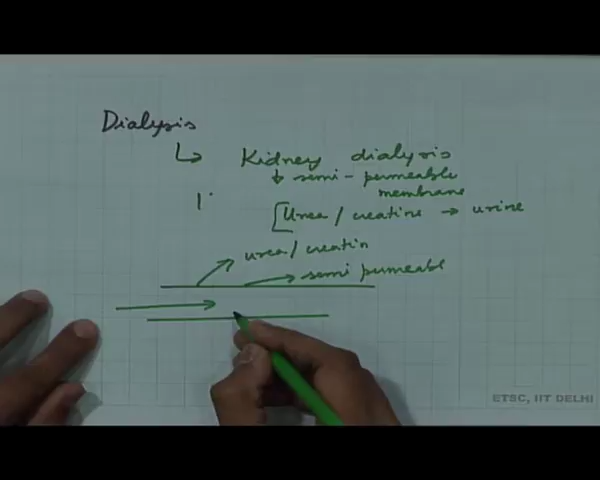 Dialysis
Kidney dialysis
semi-permeable
membrane
[Urea / creatine → urine
urea / creatin
semi permeabl
ETSC, IIT DELHI